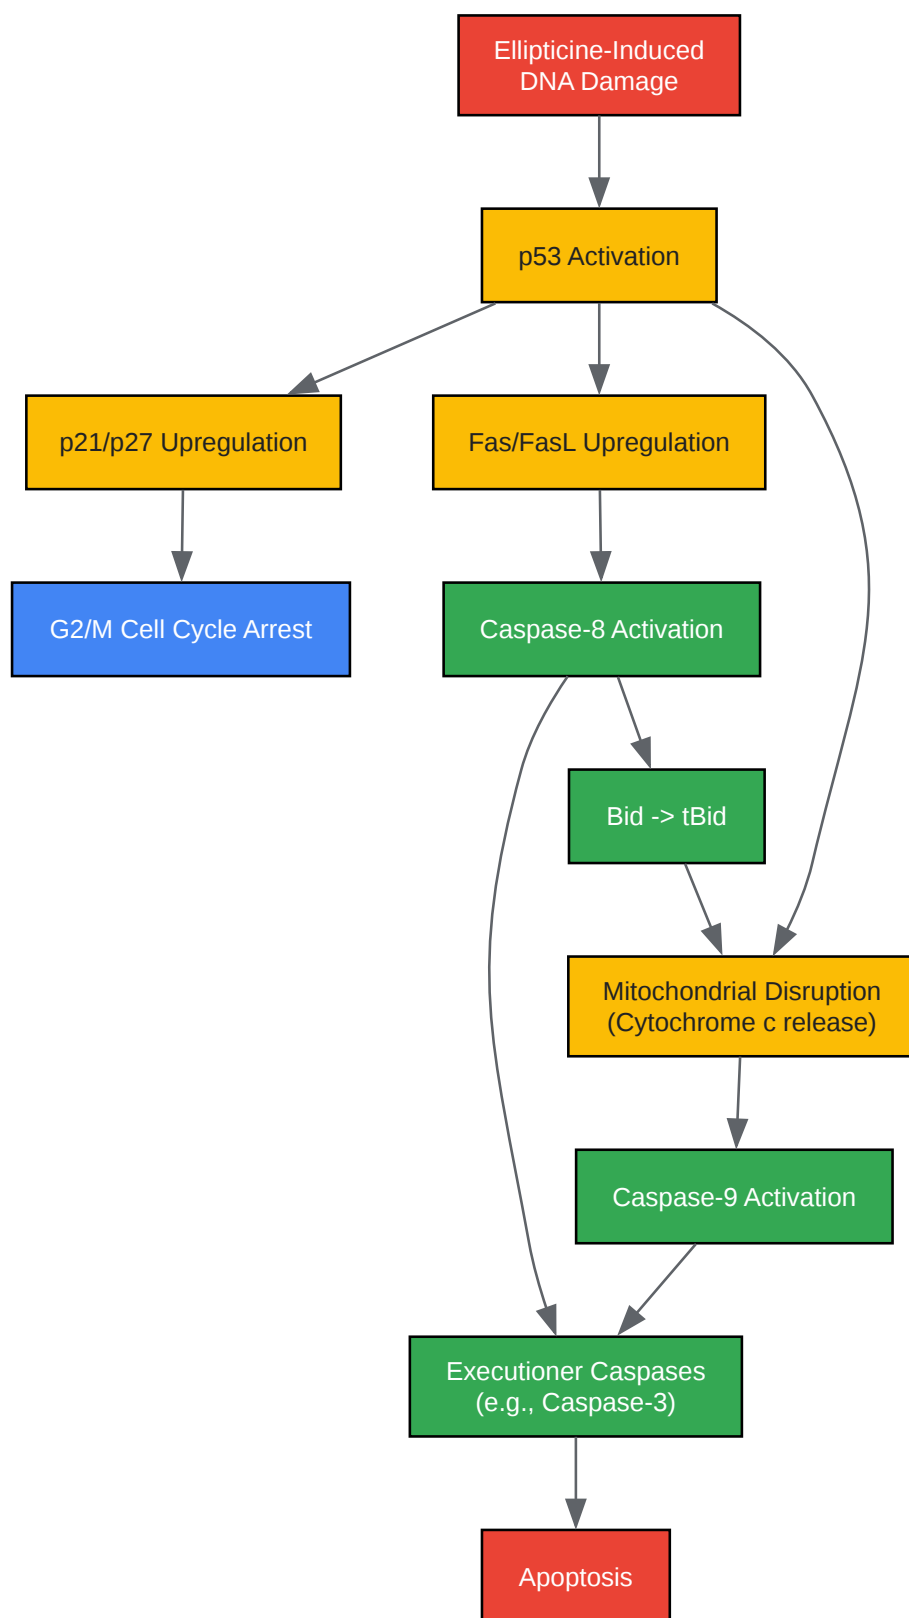 Ellipticine-Induced
DNA Damage
p53 Activation
p21/p27 Upregulation
Fas/FasL Upregulation
G2/M Cell Cycle Arrest
Caspase-8 Activation
Bid -> tBid
Mitochondrial Disruption
(Cytochrome c release)
Caspase-9 Activation
Executioner Caspases
(e.g., Caspase-3)
Apoptosis